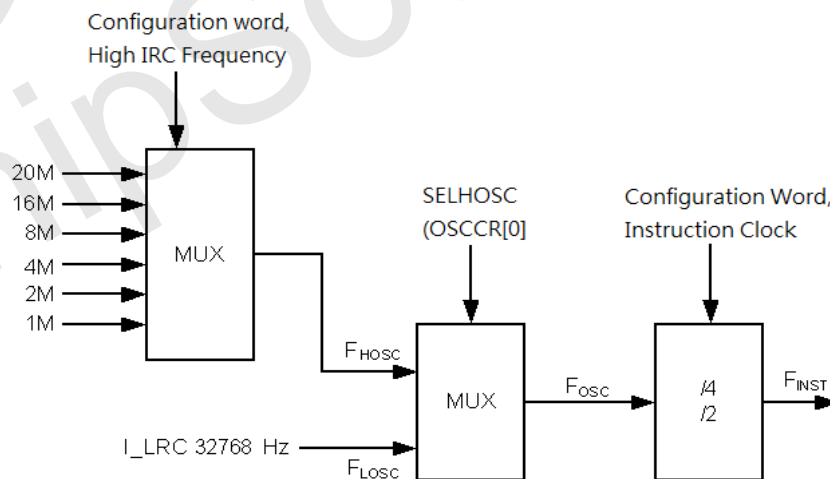 Configuration word,
High IRC Frequency
20M
16M
8M
4M
2M
1M
MUX
SELHOSC
(OSCCR[0]
Configuration Word,
Instruction Clock
FHOSC
MUX
FOSC
/4
/2
FINST
I_LRC 32768 Hz
FLOSC